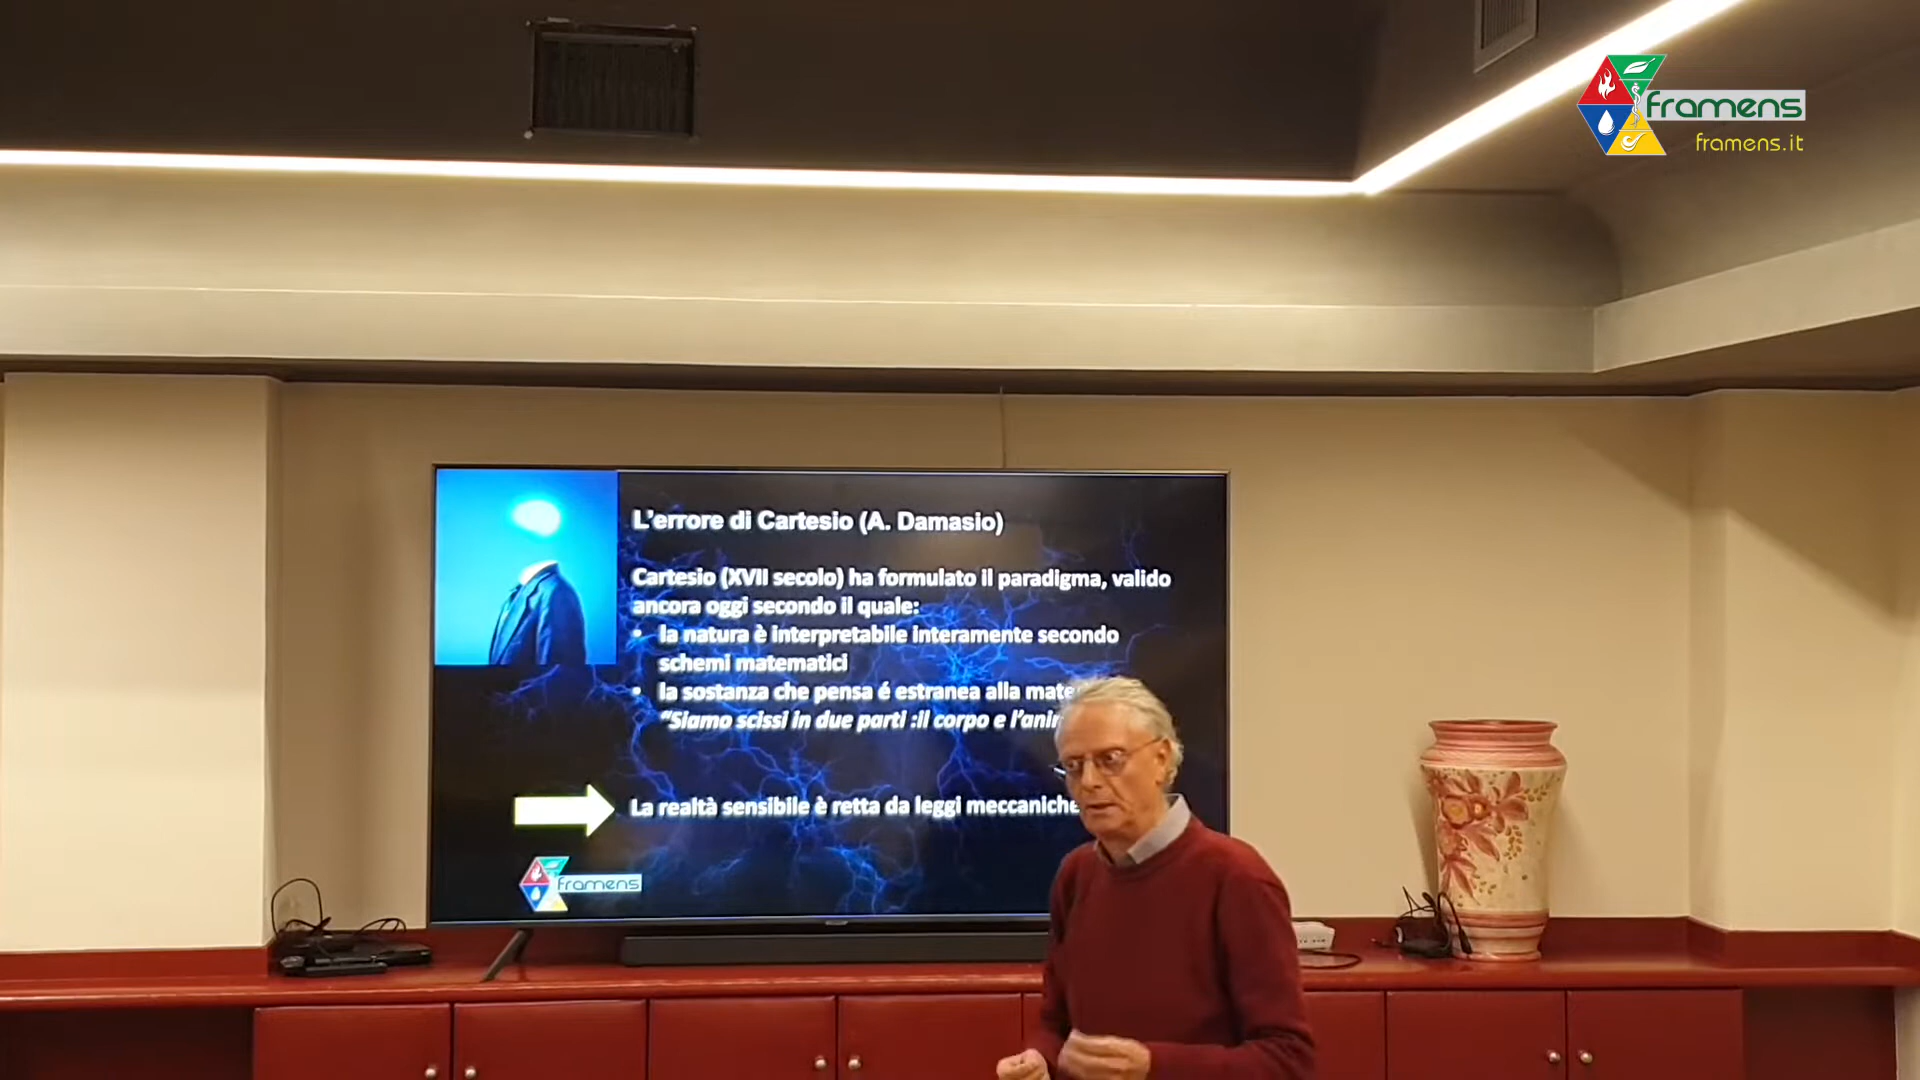 framens
framens.it
L'errore di Cartesio (A. Damasio)
Cartesio (XVII secolo) ha formulato il paradigma, valido
ancora oggi secondo il quale:
• la natura è interpretabile interamente secondo
schemi matematici
• la sostanza che pensa é estranea alla
"Siamo scissi in due parti :il corpo e
La realtà sensibile è retta da leggi meccaniche
framens